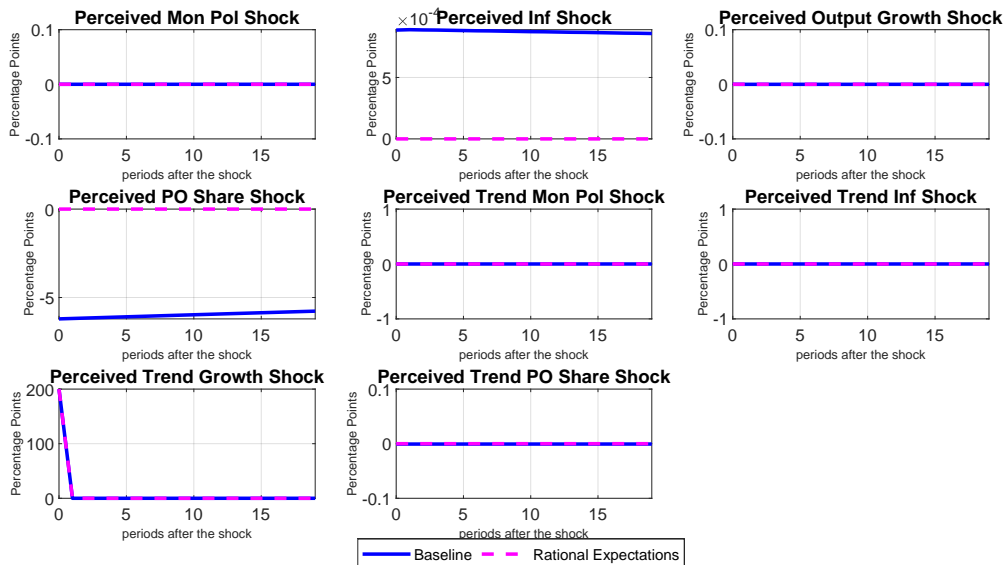 Perceived Mon Pol Shock
Percentage Points
0.1
0
-0.1
0 5 10 15
periods after the shock
×10-4
Perceived Inf Shock
Percentage Points
5
0
0 5 10 15
periods after the shock
Perceived Output Growth Shock
Percentage Points
0.1
0
-0.1
0 5 10 15
periods after the shock
Perceived PO Share Shock
Percentage Points
0
-5
0 5 10 15
periods after the shock
Perceived Trend Mon Pol Shock
Percentage Points
1
0
-1
0 5 10 15
periods after the shock
Perceived Trend Inf Shock
Percentage Points
1
0
-1
0 5 10 15
periods after the shock
Perceived Trend Growth Shock
Percentage Points
200
100
0
0 5 10 15
periods after the shock
Perceived Trend PO Share Shock
Percentage Points
0.1
0
-0.1
0 5 10 15
periods after the shock
Baseline Rational Expectations